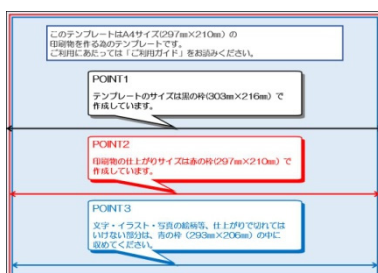 このテンプレートはA4サイズ(297㎜×210㎜)の
印刷物を作る為のテンプレートです。
ご利用にあたっては「ご利用ガイド」をお読みください。
POINT1
テンプレートのサイズは黒の枠(303㎜×216㎜)で
作成しています。
POINT2
印刷物の仕上がりサイズは赤の枠(297㎜×210㎜)で
作成しています。
POINT3
文字・イラスト・写真の絵柄等、仕上がりで切れては
いけない部分は、青の枠(293㎜×206㎜)の中に
収めてください。